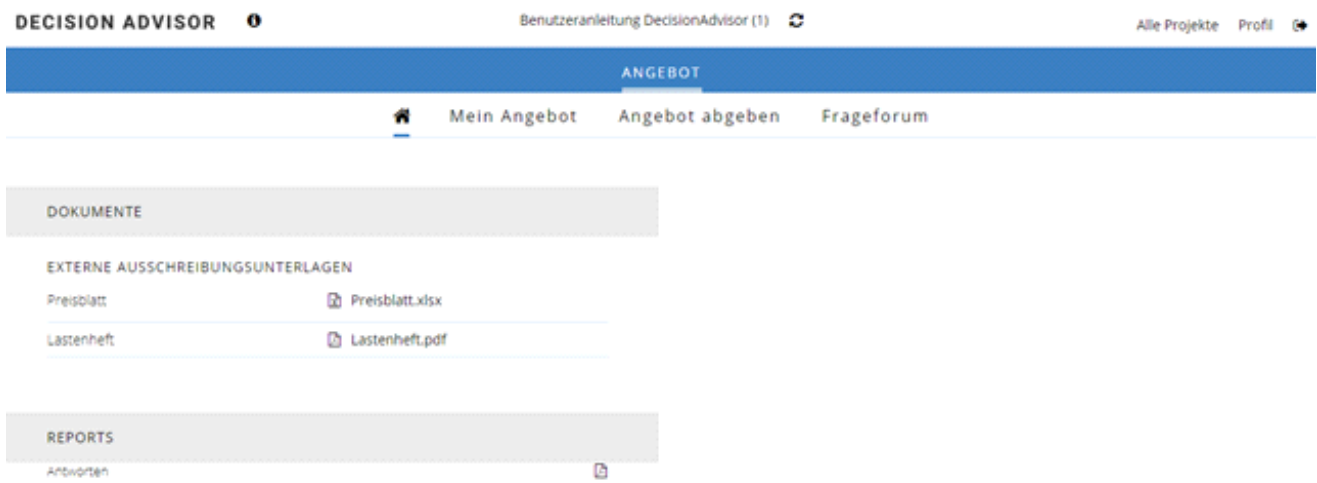 DECISION ADVISOR Benutzeranleitung DecisionAdvisor (1) Alle Projekte Profil
ANGEBOT
Mein Angebot Angebot abgeben Frageforum
DOKUMENTE
EXTERNE AUSSCHREIBUNGSUNTERLAGEN
Preisblatt Preisblatt.xlsx
Lastenheft Lastenheft.pdf
REPORTS
Antworten